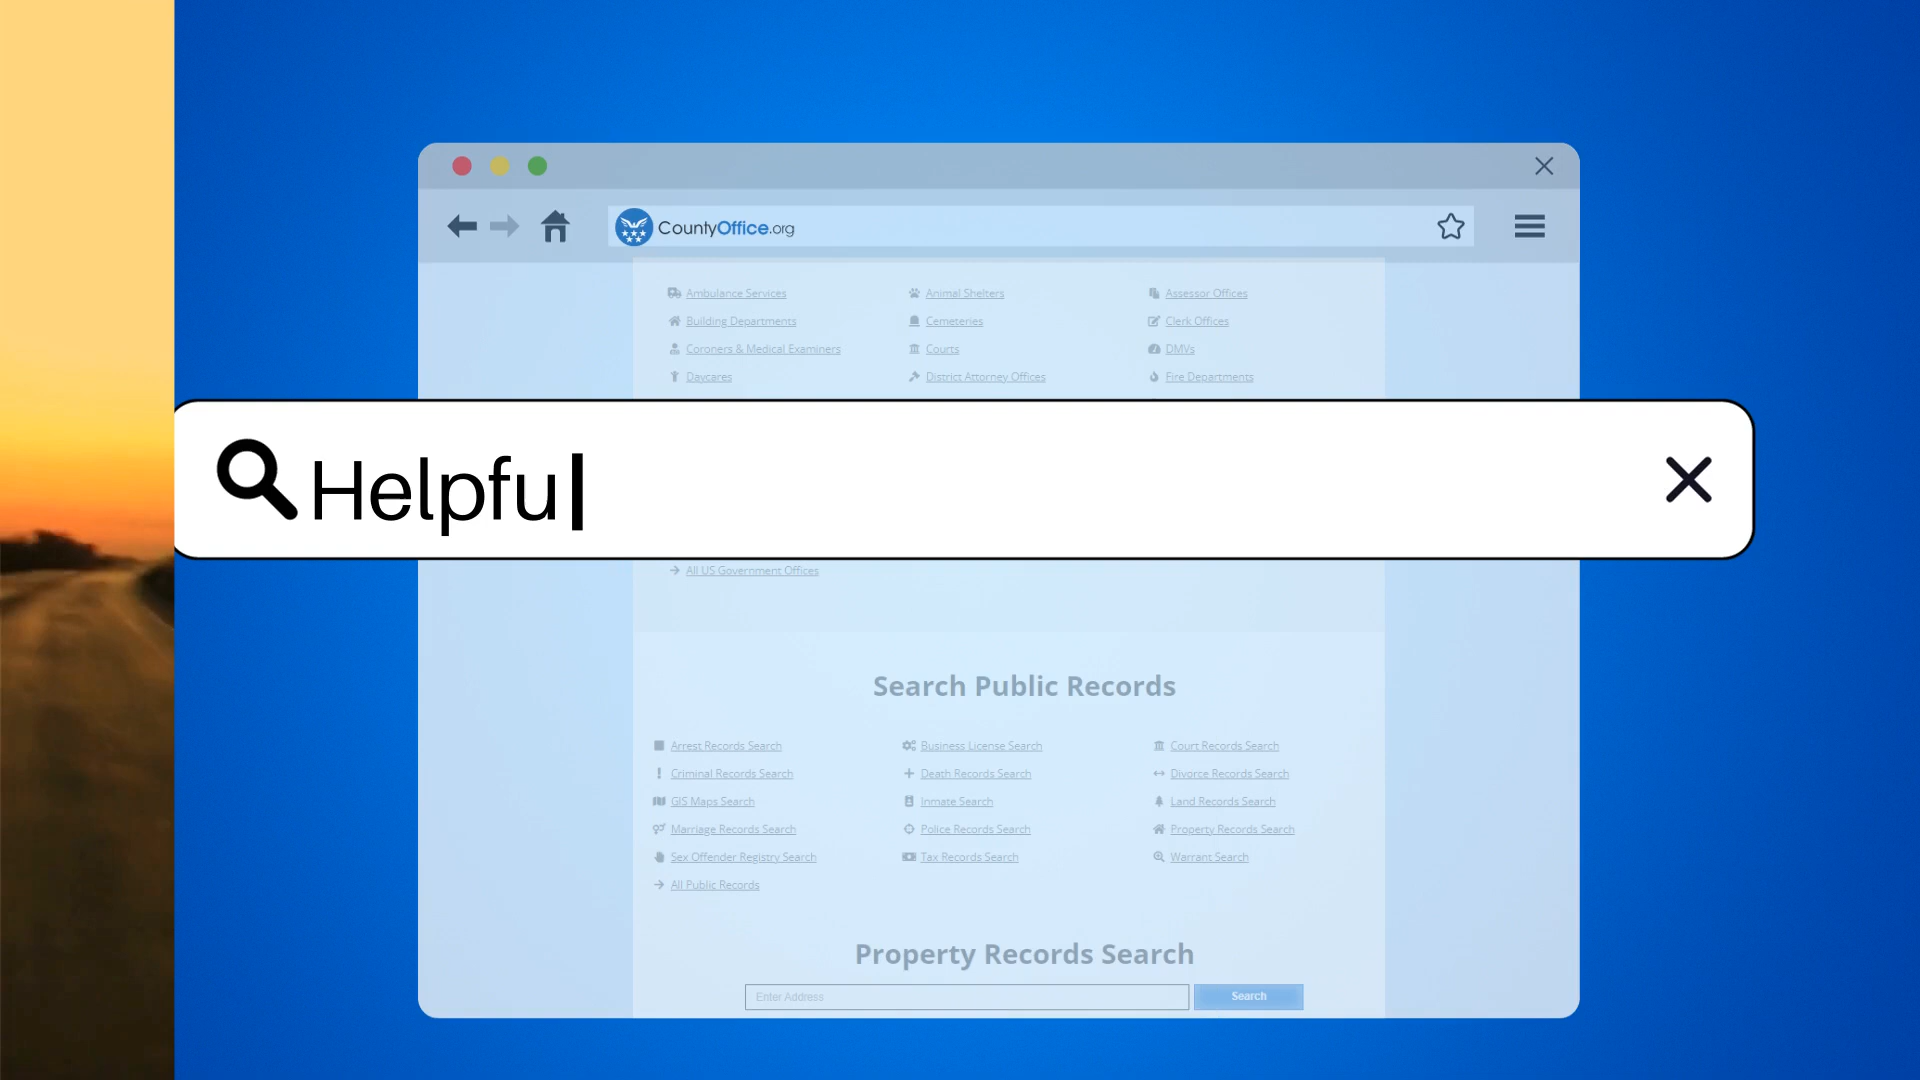 CountyOffice.org
Ambulance Services Animal Shelters Assessor Offices
Building Departments Cemeteries Clerk Offices
Coroners & Medical Examiners Courts DMVs
Daycares District Attorney Offices Fire Departments
Helpfu
All US Government Offices
Search Public Records
Arrest Records Search Business License Search Court Records Search
Criminal Records Search Death Records Search Divorce Records Search
GIS Maps Search Inmate Search Land Records Search
Marriage Records Search Police Records Search Property Records Search
Sex Offender Registry Search Tax Records Search Warrant Search
All Public Records
Property Records Search
Enter Address Search